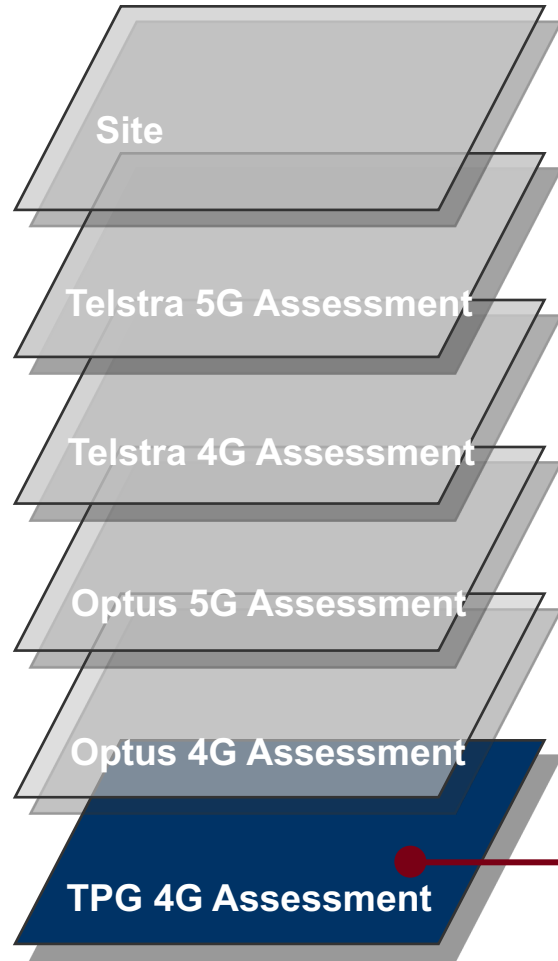 Site
Telstra 5G Assessment
Telstra 4G Assessment
Optus 5G Assessment
Optus 4G Assessment
TPG 4G Assessment